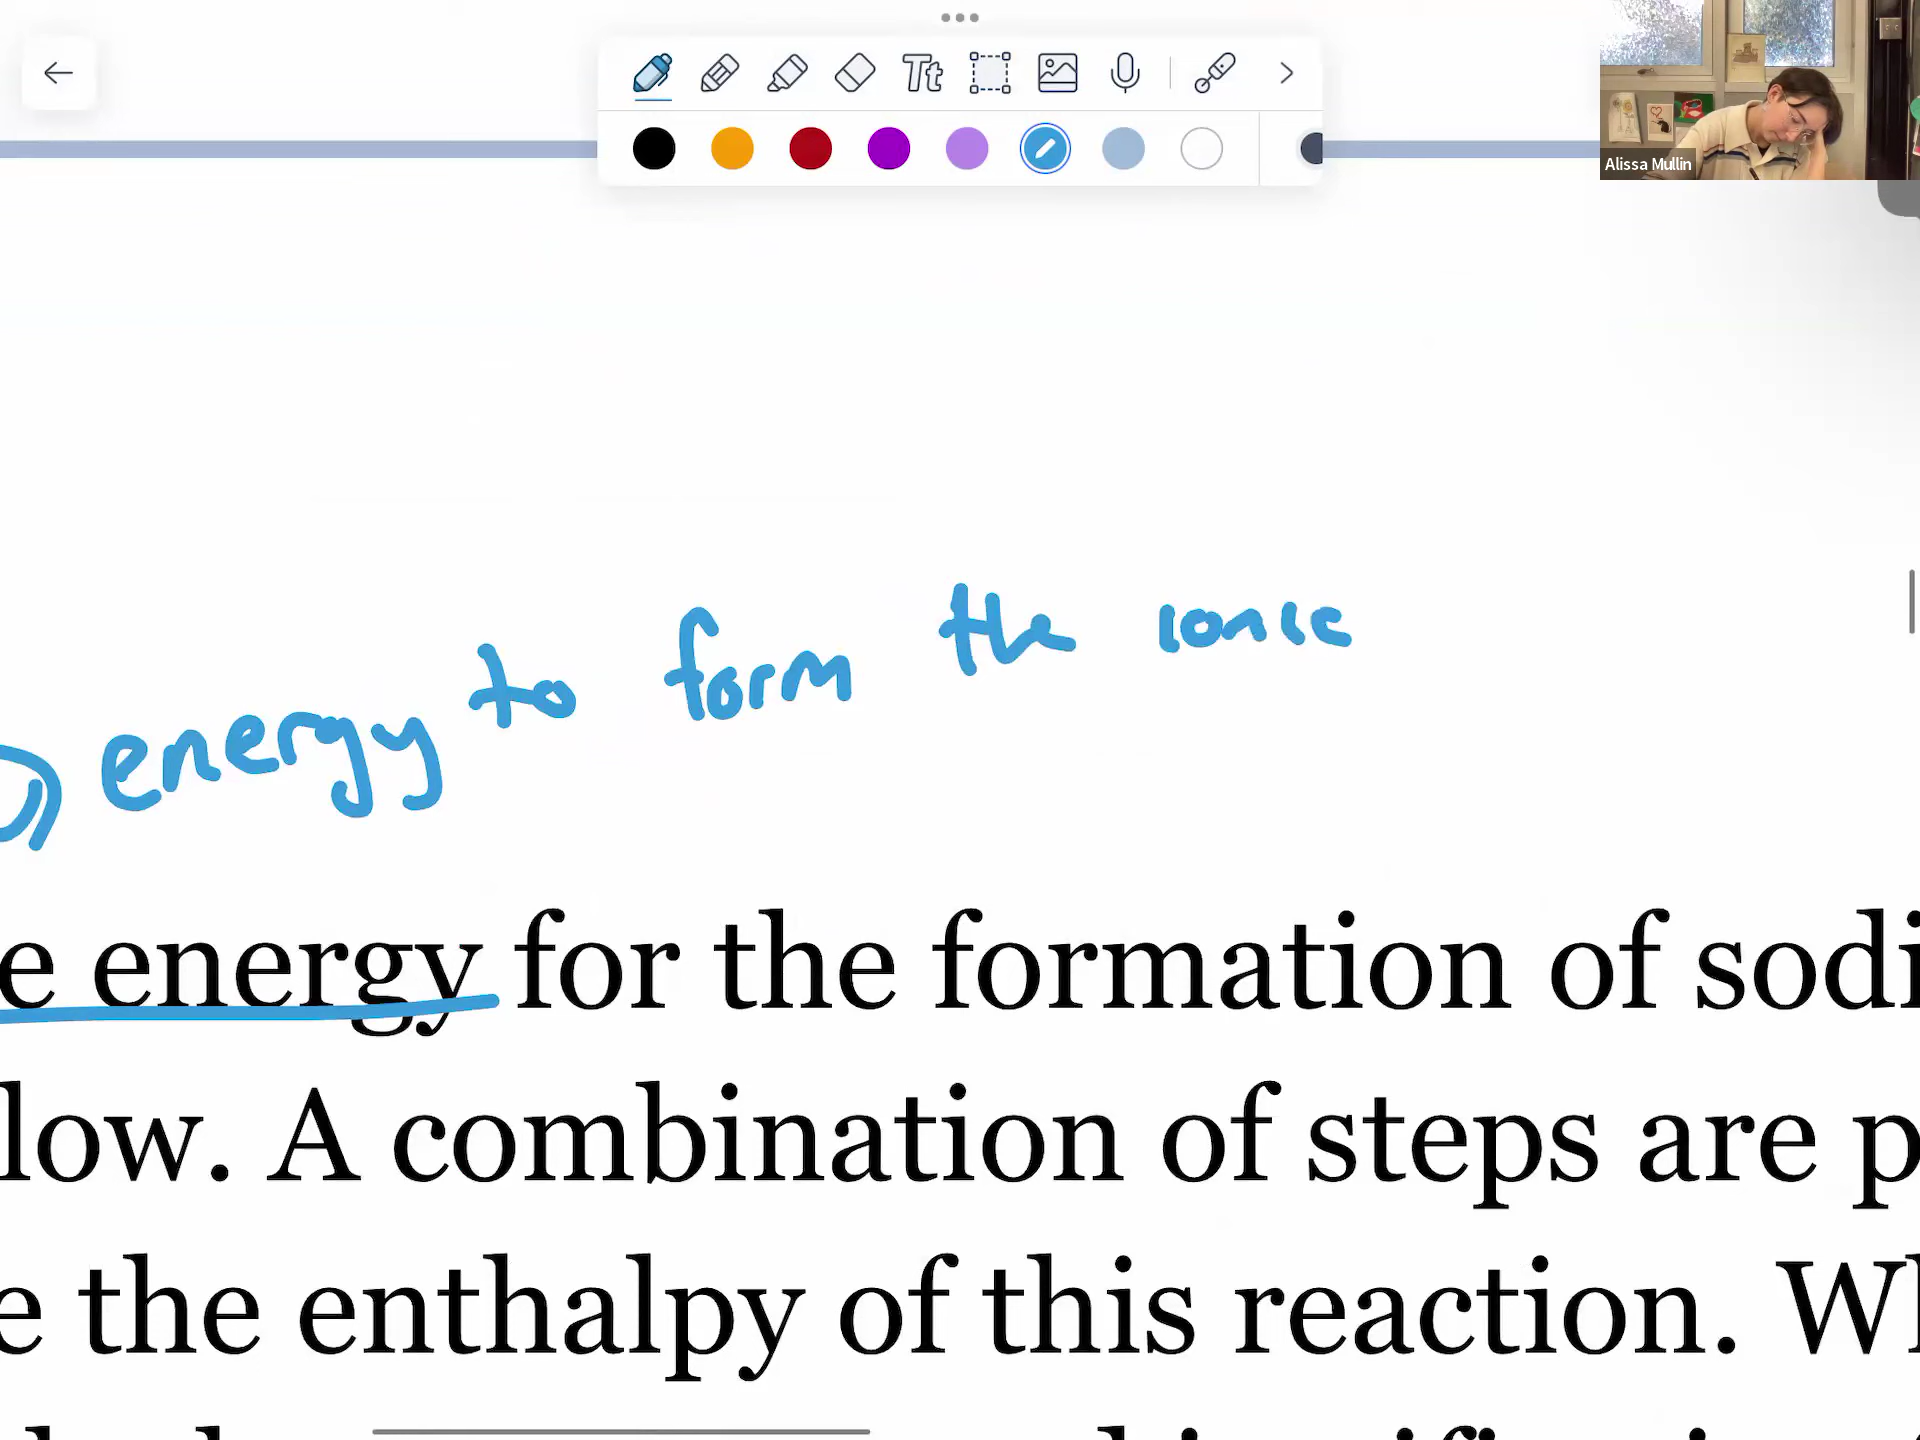 Tt
Alissa Mullin
energy to form the ionic
e energy for the formation of sodi
low. A combination of steps are p
e the enthalpy of this reaction. Wh